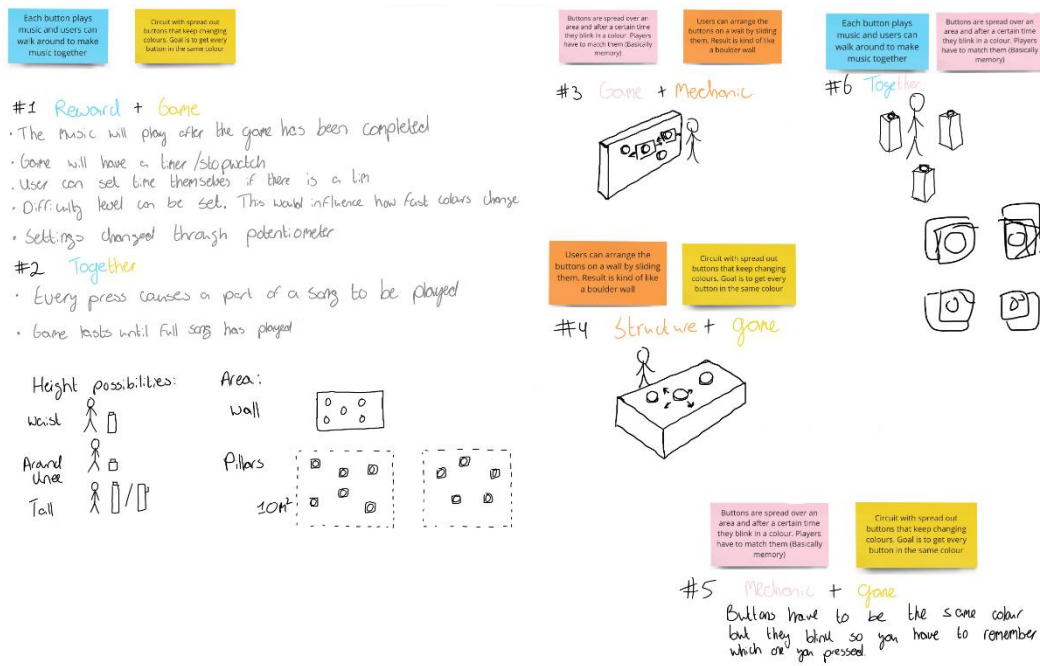 Each button plays
music and users can
walk around to make
music together
Circuit with spread out
buttons that keep changing
colours. Goal is to get every
button in the same colour
#1 Reward + Game
· The music will play after the game has been completed
· Game will have a timer/stopwatch
· User can set time themselves if there is a tim
· Difficulty level can be set. This would influence how fast colours change
· Settings changed through potentiometer
#2 Together
· Every press causes a part of a song to be played
· Game lasts until full song has played
Height possibilities:
Waist
Around
knee
Tall
Area:
Wall
Pillars
10M²
Buttons are spread over an
area and after a certain time
they blink in a colour. Players
have to match them (Basically
memory)
Users can arrange the
buttons on a wall by sliding
them. Result is kind of like
a boulder wall
#3 Game + Mechanic
Users can arrange the
buttons on a wall by sliding
them. Result is kind of like
a boulder wall
Circuit with spread out
buttons that keep changing
colours. Goal is to get every
button in the same colour
#4 Structure + game
Buttons are spread over an
area and after a certain time
they blink in a colour. Players
have to match them (Basically
memory)
Circuit with spread out
buttons that keep changing
colours. Goal is to get every
button in the same colour
#5 Mechanic + game
Buttons have to be the same colour
but they blink so you have to remember
which one you pressed.
Each button plays
music and users can
walk around to make
music together
Buttons are spread over an
area and after a certain time
they blink in a colour. Players
have to match them (Basically
memory)
#6 Together